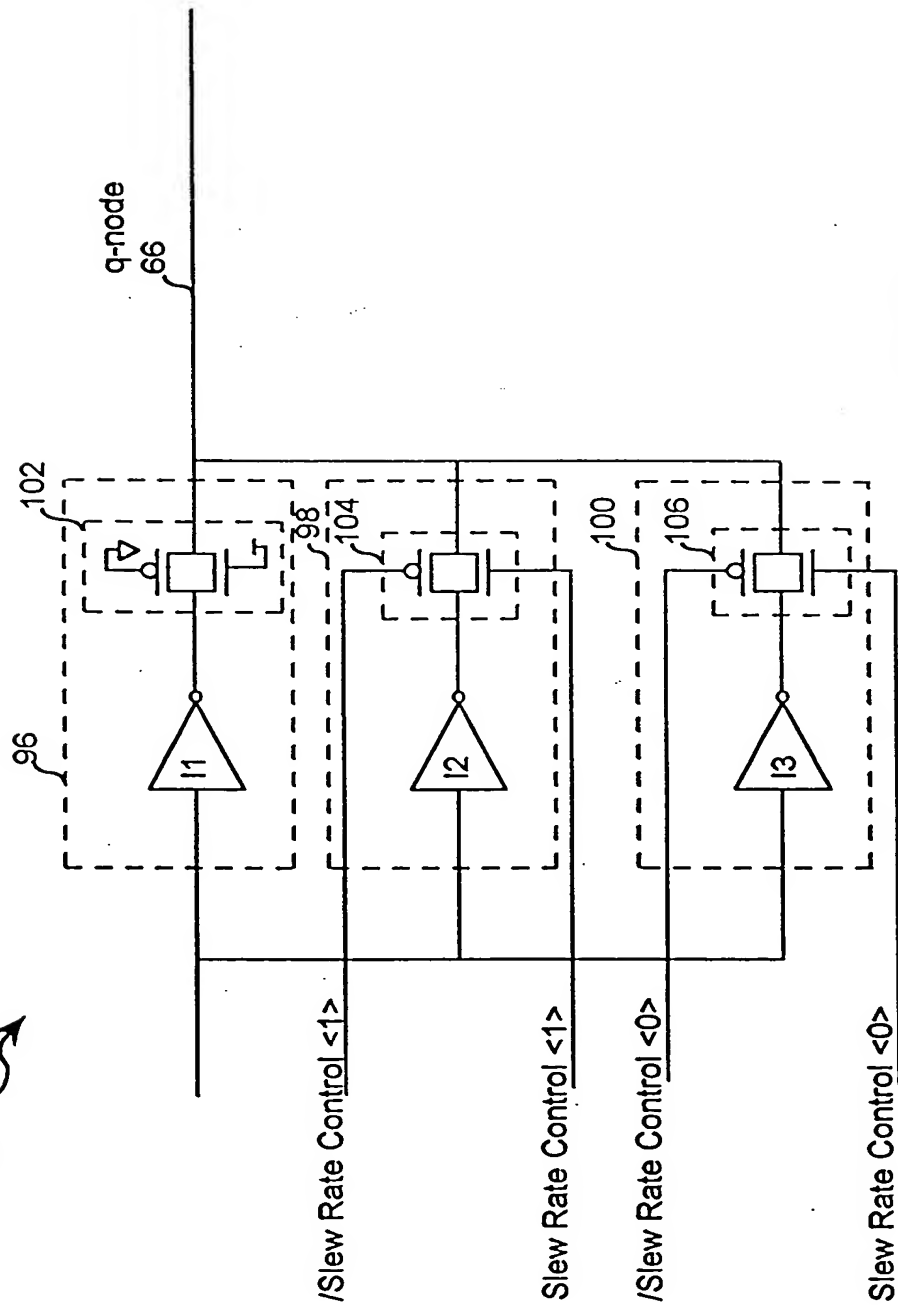 q-node
66
102
96
I1
98
104
I2
100
106
I3
/Slew Rate Control <1>
Slew Rate Control <1>
/Slew Rate Control <0>
Slew Rate Control <0>